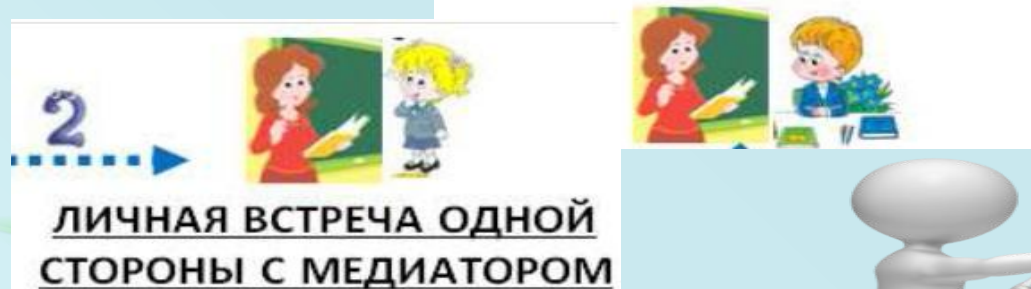 2
ЛИЧНАЯ ВСТРЕЧА ОДНОЙ
СТОРОНЫ С МЕДИАТОРОМ